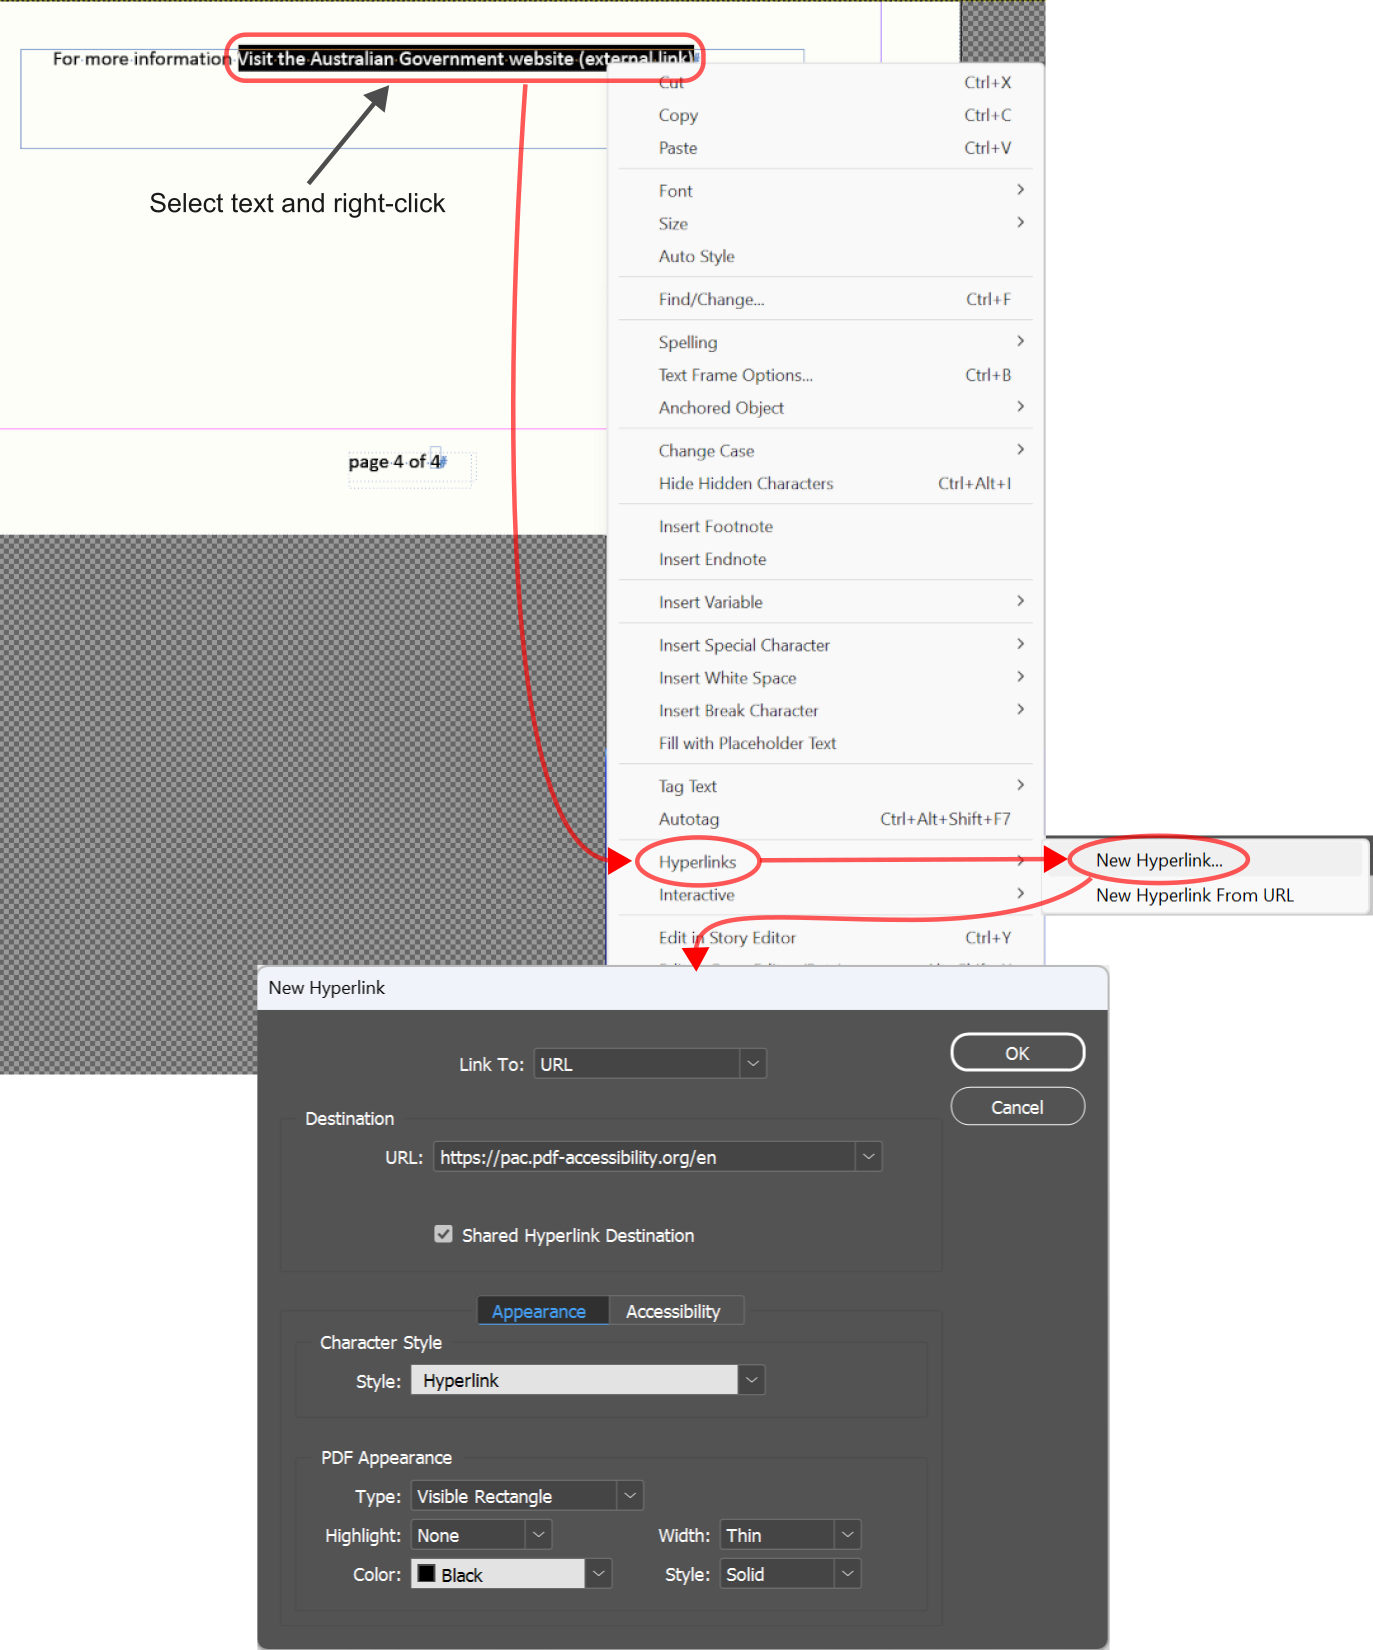 For more information Visit the Australian Government website (external link)#
Select text and right-click
page 4 of 4#
Cut Ctrl+X
Copy Ctrl+C
Paste Ctrl+V
Font
Size
Auto Style
Find/Change... Ctrl+F
Spelling
Text Frame Options... Ctrl+B
Anchored Object
Change Case
Hide Hidden Characters Ctrl+Alt+I
Insert Footnote
Insert Endnote
Insert Variable
Insert Special Character
Insert White Space
Insert Break Character
Fill with Placeholder Text
Tag Text
Autotag Ctrl+Alt+Shift+F7
Hyperlinks
Interactive
New Hyperlink...
New Hyperlink From URL
Edit in Story Editor Ctrl+Y
New Hyperlink
Link To: URL
OK
Cancel
Destination
URL: https://pac.pdf-accessibility.org/en
Shared Hyperlink Destination
Appearance Accessibility
Character Style
Style: Hyperlink
PDF Appearance
Type: Visible Rectangle
Highlight: None Width: Thin
Color: Black Style: Solid